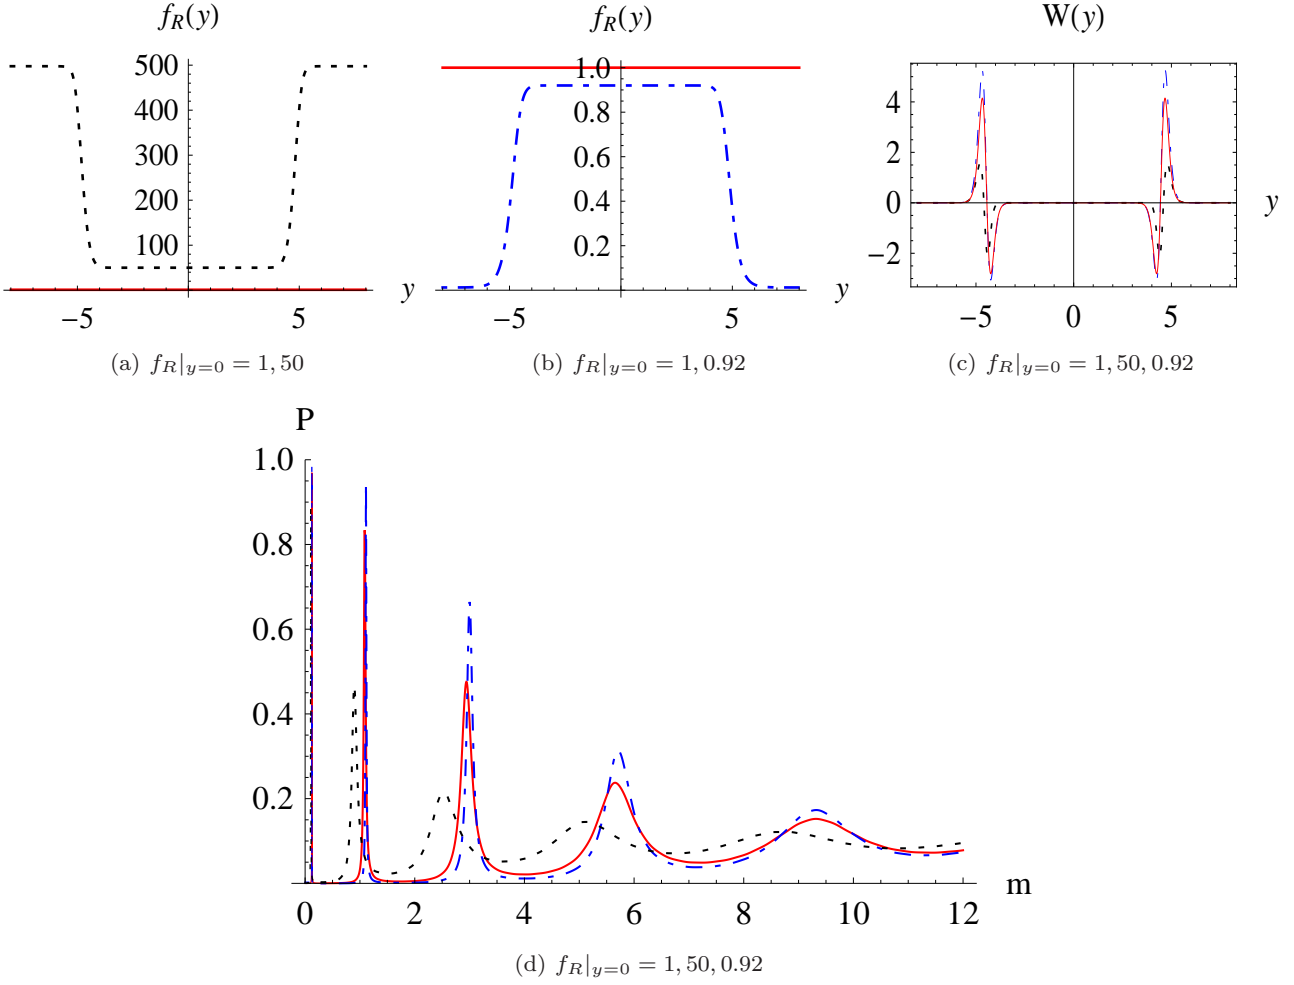 f_R(y)
500
400
300
200
100
−5
5
y
(a) f_R|_{y=0} = 1, 50
f_R(y)
1.0
0.8
0.6
0.4
0.2
−5
5
y
(b) f_R|_{y=0} = 1, 0.92
W(y)
4
2
0
−2
−5
0
5
y
(c) f_R|_{y=0} = 1, 50, 0.92
P
1.0
0.8
0.6
0.4
0.2
0
2
4
6
8
10
12
m
(d) f_R|_{y=0} = 1, 50, 0.92